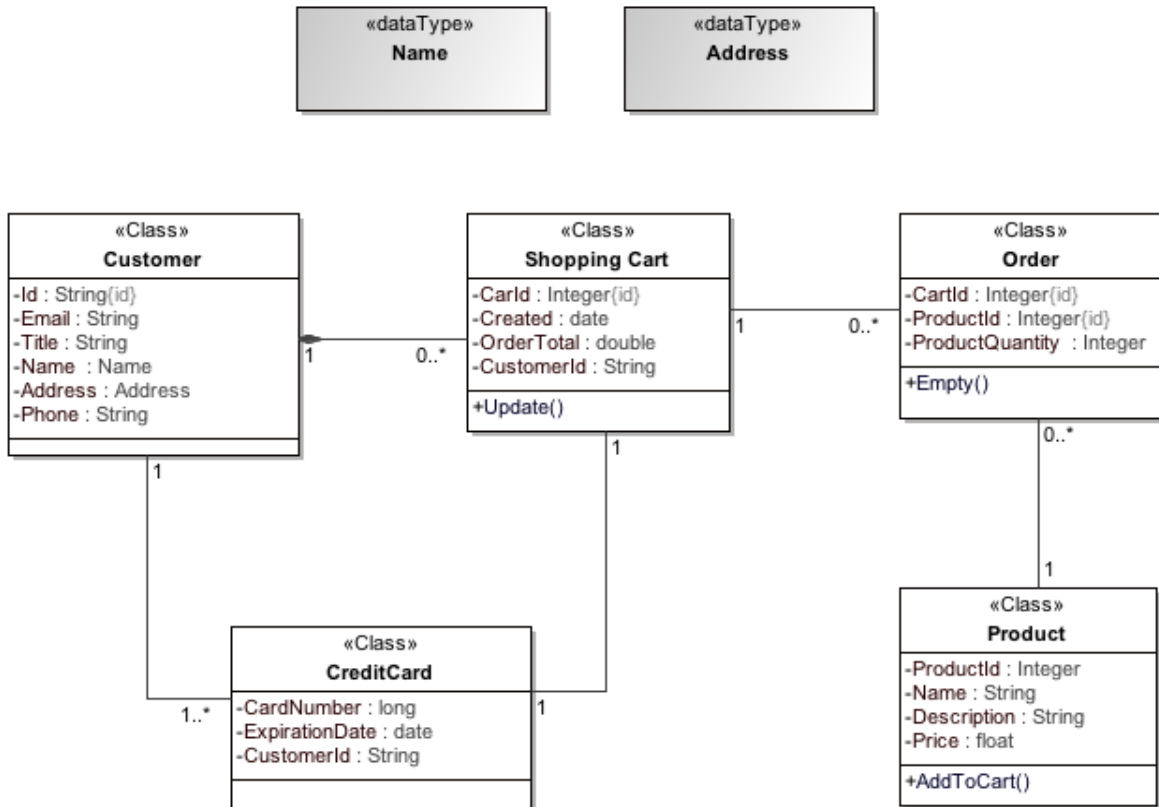 «dataType»
Name
«dataType»
Address
«Class»
Customer
-Id : String{id}
-Email : String
-Title : String
-Name : Name
-Address : Address
-Phone : String
1
0..*
«Class»
Shopping Cart
-CarId : Integer{id}
-Created : date
-OrderTotal : double
-CustomerId : String
+Update()
1
0..*
«Class»
Order
-CartId : Integer{id}
-ProductId : Integer{id}
-ProductQuantity : Integer
+Empty()
1
1
0..*
1
«Class»
CreditCard
-CardNumber : long
-ExpirationDate : date
-CustomerId : String
1..*
1
«Class»
Product
-ProductId : Integer
-Name : String
-Description : String
-Price : float
+AddToCart()